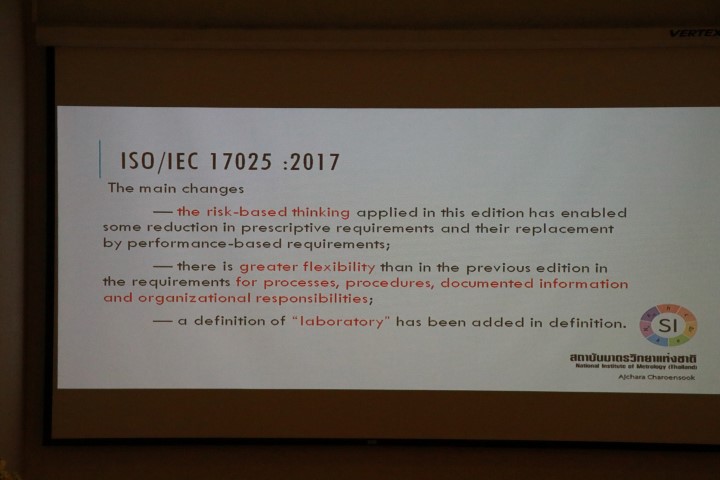 VERTEX
ISO/IEC 17025 :2017
The main changes
— the risk-based thinking applied in this edition has enabled
some reduction in prescriptive requirements and their replacement
by performance-based requirements;
— there is greater flexibility than in the previous edition in
the requirements for processes, procedures, documented information
and organizational responsibilities;
— a definition of "laboratory" has been added in definition.
SI
สถาบันมาตรวิทยาแห่งชาติ
National Institute of Metrology (Thailand)
Ajchara Charoensook